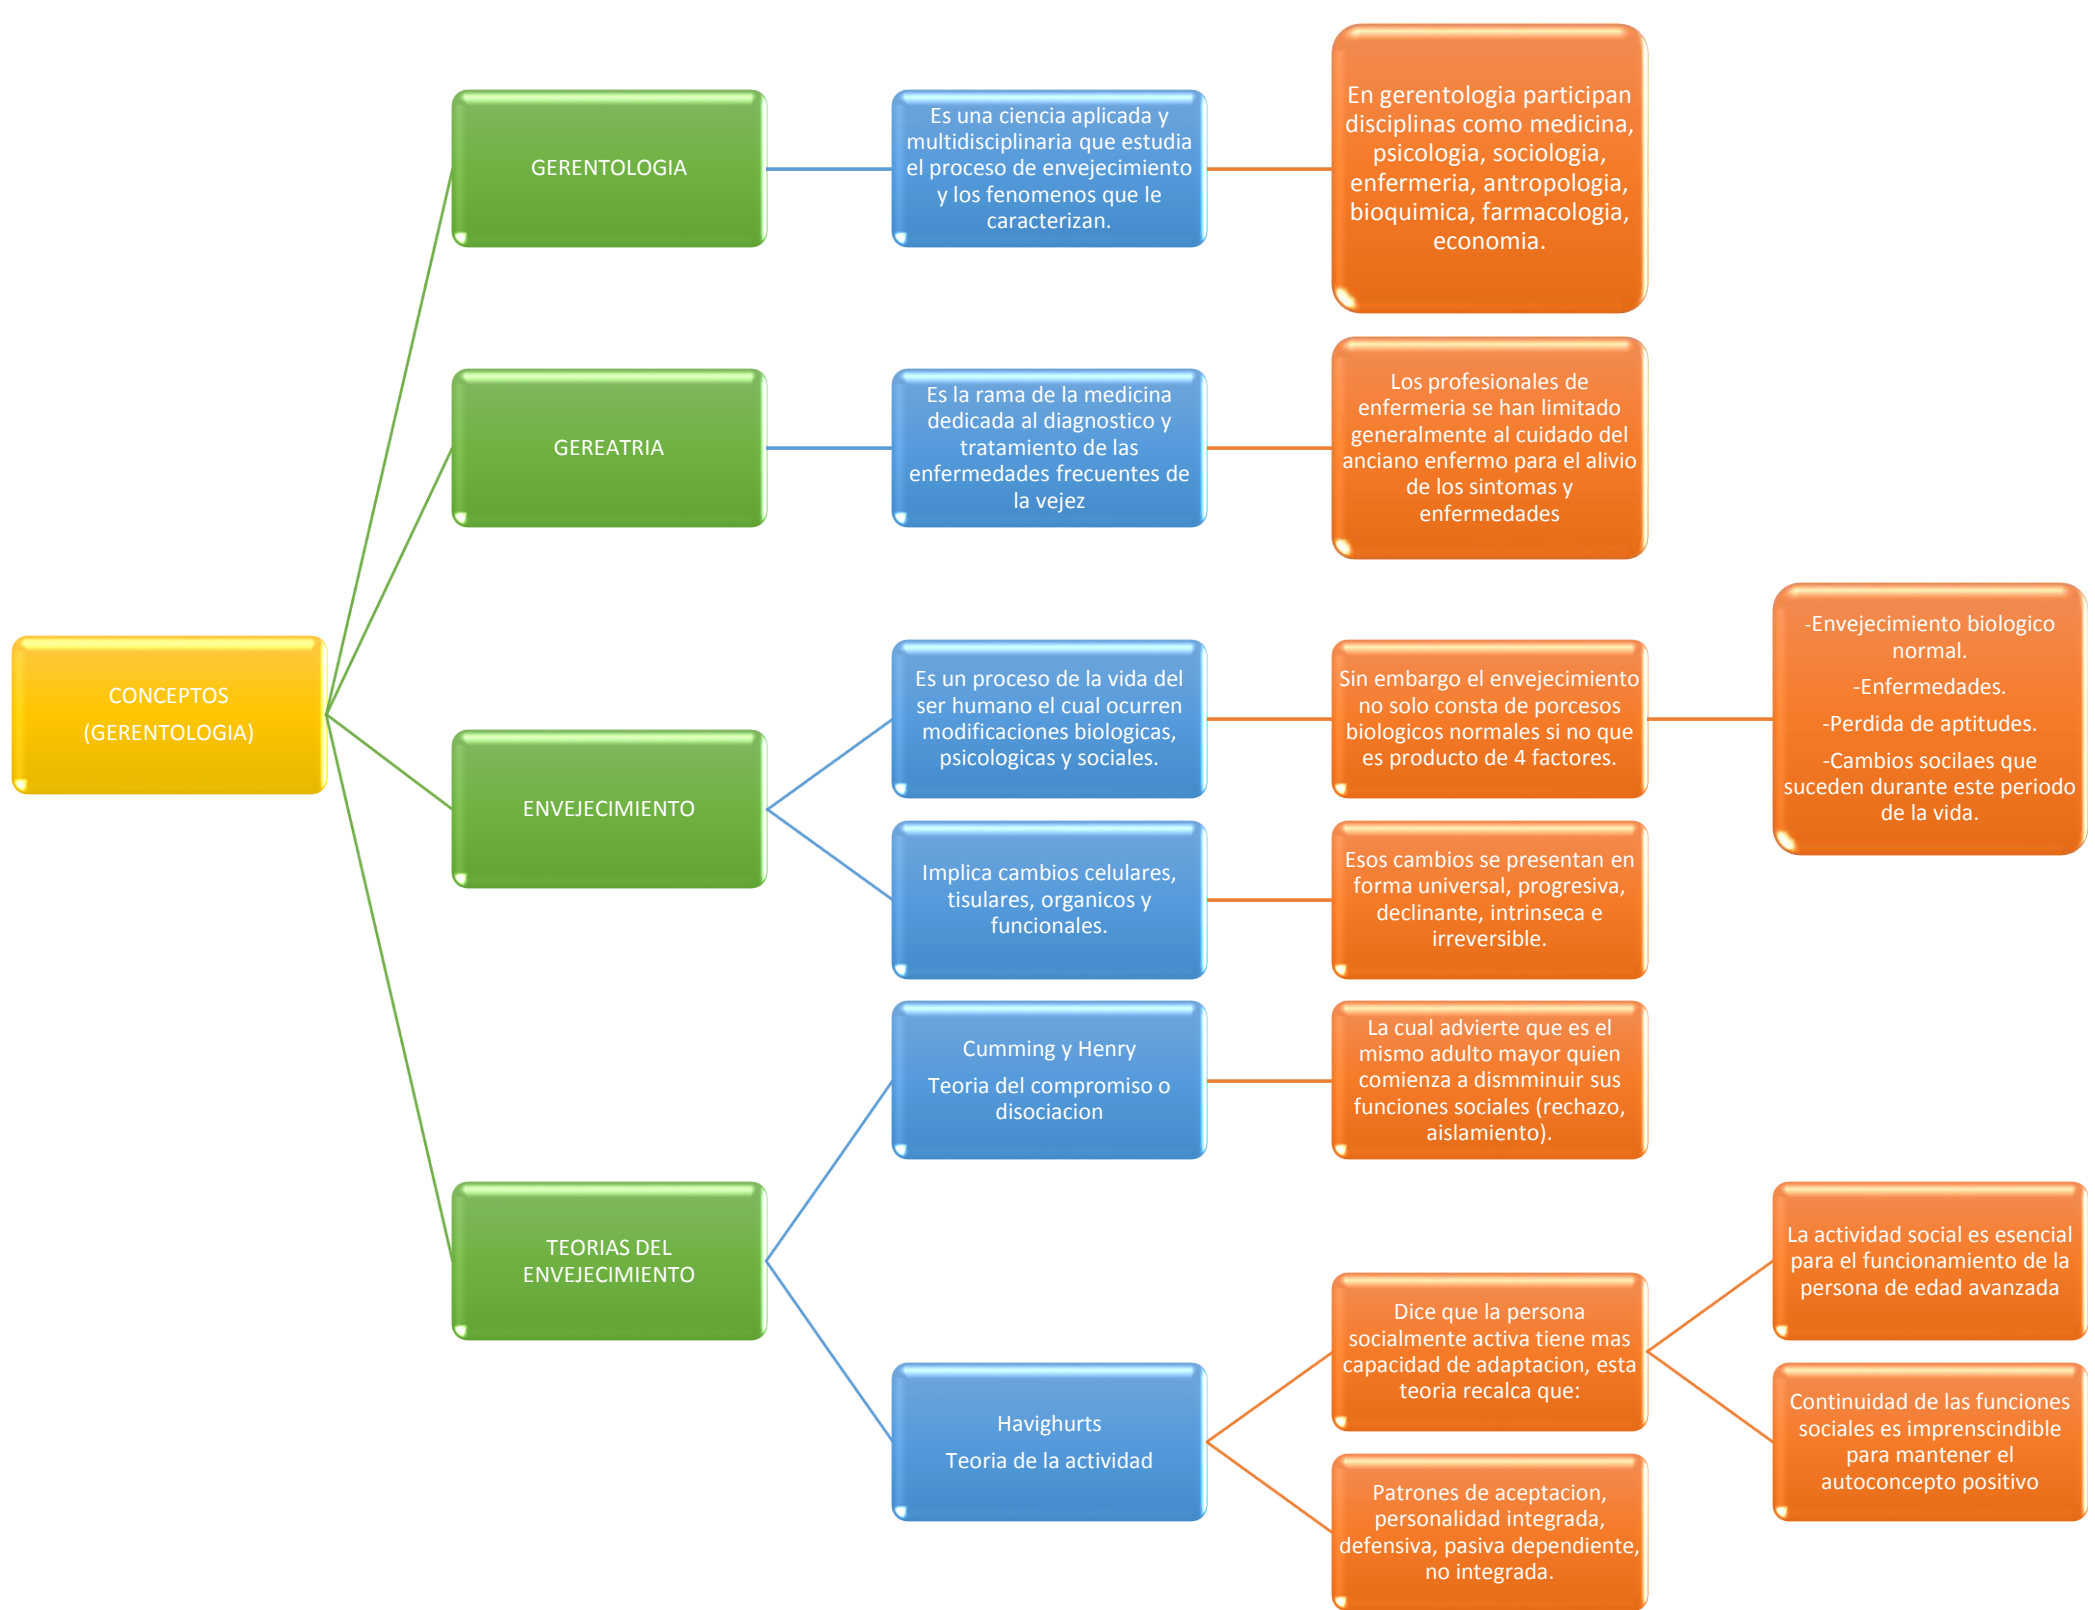 CONCEPTOS
(GERENTOLOGIA)
GERENTOLOGIA
Es una ciencia aplicada y
multidisciplinaria que estudia
el proceso de envejecimiento
y los fenomenos que le
caracterizan.
En gerentologia participan
disciplinas como medicina,
psicologia, sociologia,
enfermeria, antropologia,
bioquimica, farmacologia,
economia.
GEREATRIA
Es la rama de la medicina
dedicada al diagnostico y
tratamiento de las
enfermedades frecuentes de
la vejez
Los profesionales de
enfermeria se han limitado
generalmente al cuidado del
anciano enfermo para el alivio
de los sintomas y
enfermedades
ENVEJECIMIENTO
Es un proceso de la vida del
ser humano el cual ocurren
modificaciones biologicas,
psicologicas y sociales.
Sin embargo el envejecimiento
no solo consta de porcesos
biologicos normales si no que
es producto de 4 factores.
-Envejecimiento biologico
normal.
-Enfermedades.
-Perdida de aptitudes.
-Cambios socilaes que
suceden durante este periodo
de la vida.
Implica cambios celulares,
tisulares, organicos y
funcionales.
Esos cambios se presentan en
forma universal, progresiva,
declinante, intrinseca e
irreversible.
TEORIAS DEL
ENVEJECIMIENTO
Cumming y Henry
Teoria del compromiso o
disociacion
La cual advierte que es el
mismo adulto mayor quien
comienza a dismminuir sus
funciones sociales (rechazo,
aislamiento).
Havighurts
Teoria de la actividad
Dice que la persona
socialmente activa tiene mas
capacidad de adaptacion, esta
teoria recalca que:
La actividad social es esencial
para el funcionamiento de la
persona de edad avanzada
Continuidad de las funciones
sociales es imprenscindible
para mantener el
autoconcepto positivo
Patrones de aceptacion,
personalidad integrada,
defensiva, pasiva dependiente,
no integrada.